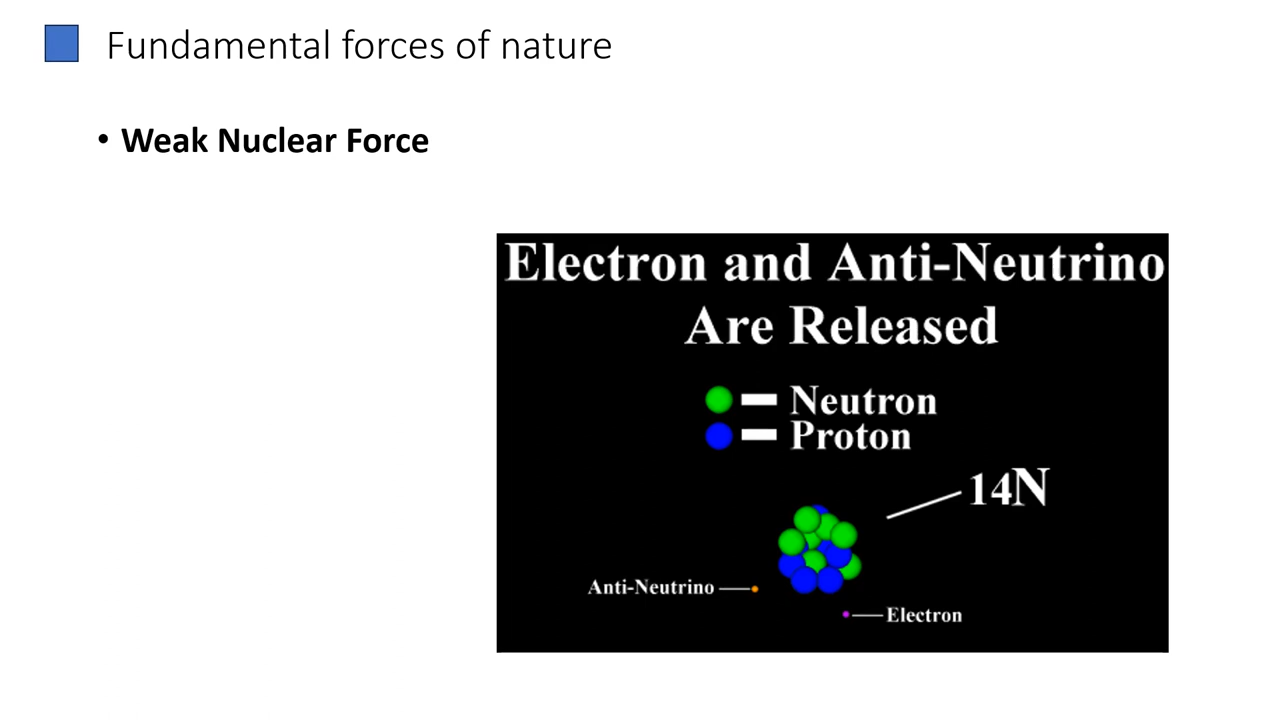 Fundamental forces of nature
• Weak Nuclear Force
Electron and Anti-Neutrino
Are Released
Neutron
Proton
14N
Anti-Neutrino
Electron